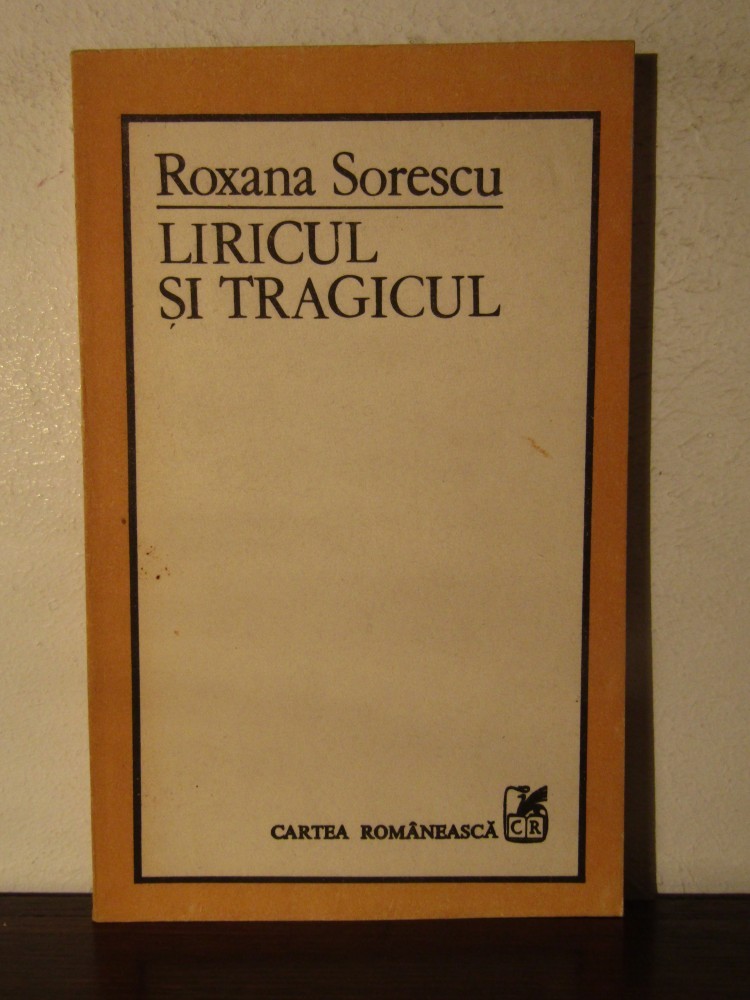 Roxana Sorescu
LIRICUL
ȘI TRAGICUL
CARTEA ROMÂNEASCĂ
CR